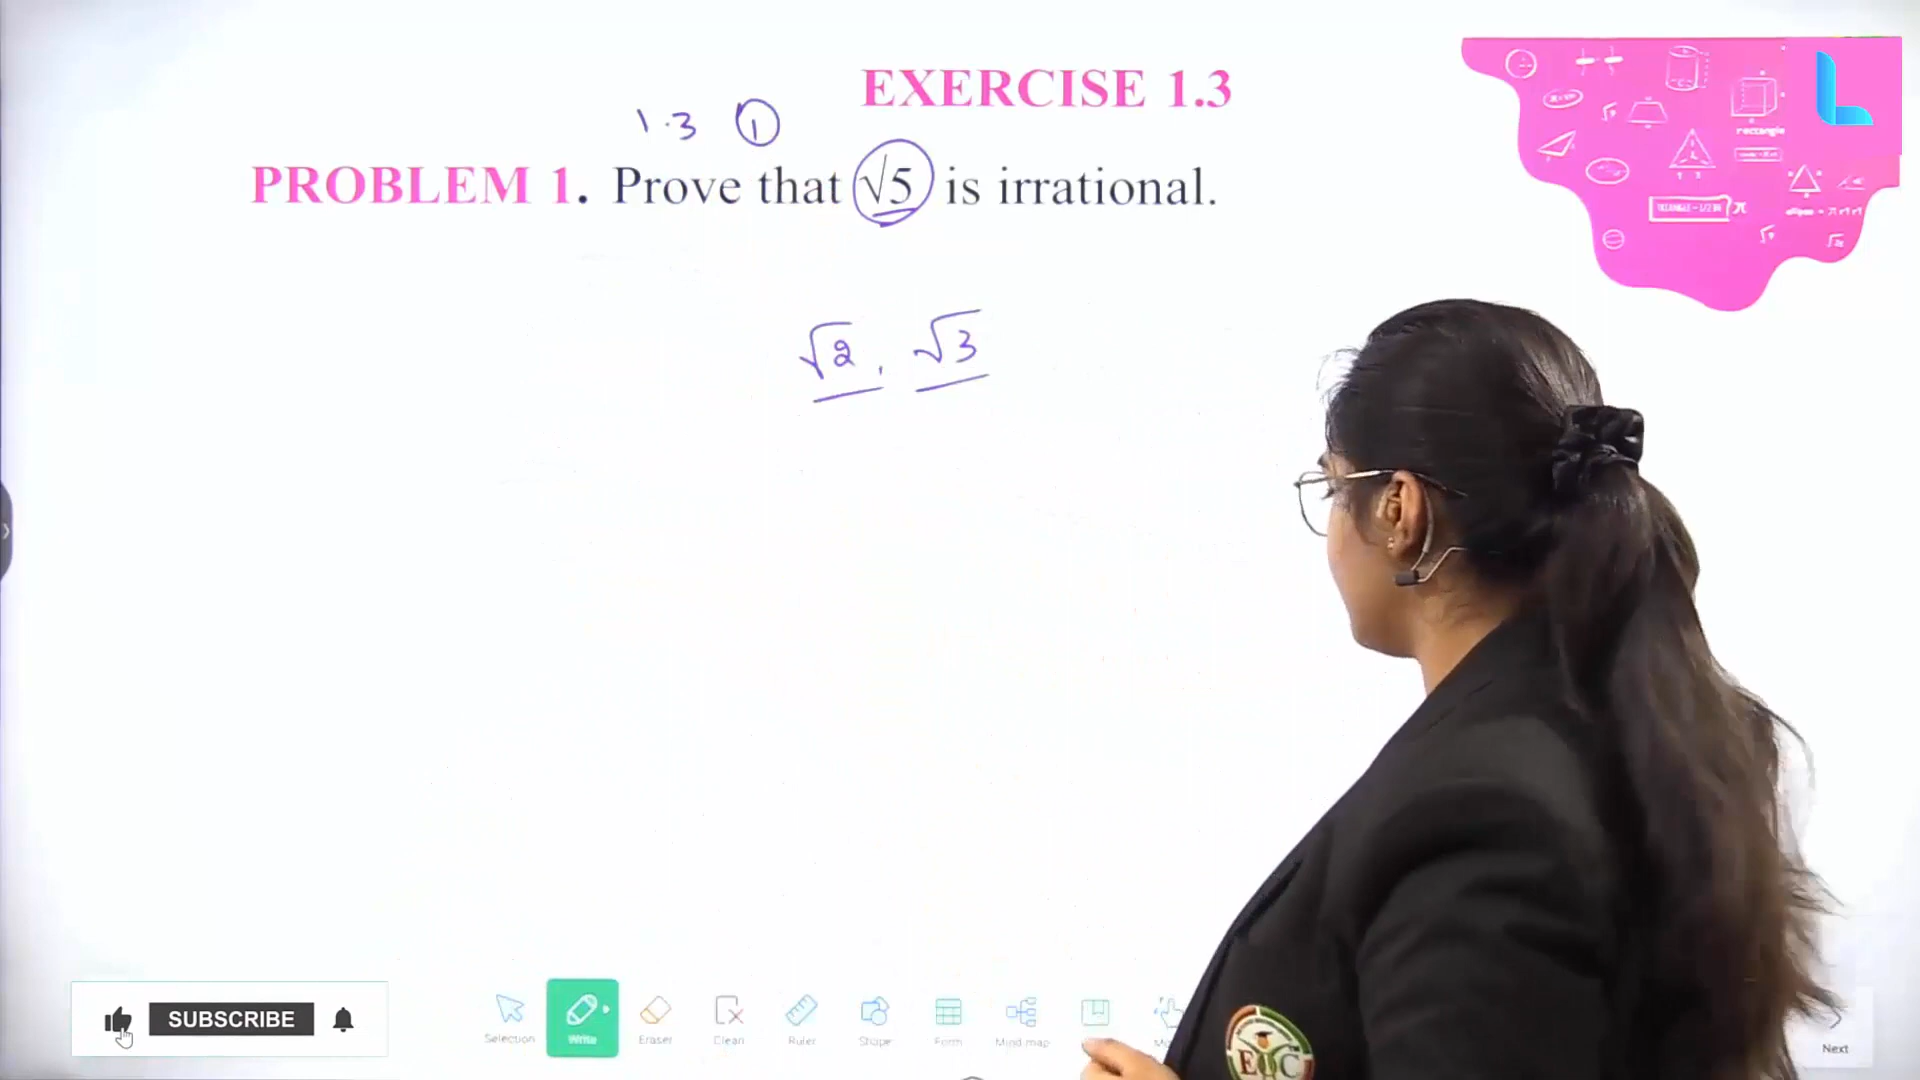 EXERCISE 1.3
1.3 ①
PROBLEM 1. Prove that √5 is irrational.
√2, √3
rectangle
SUBSCRIBE
Selection Write Eraser Clean Ruler Shape Form Mind map
Next